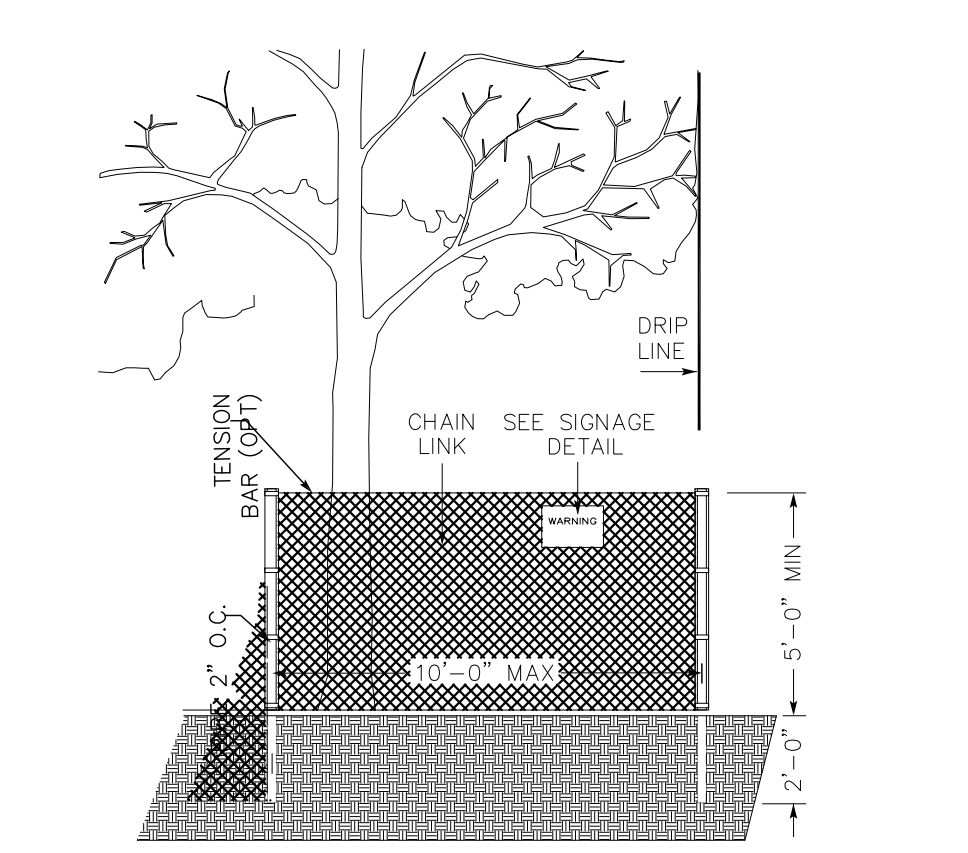 DRIP
LINE
TENSION
BAR (OPT)
CHAIN
LINK
SEE SIGNAGE
DETAIL
WARNING
5'-0" MIN
2" O.C.
10'-0" MAX
2'-0"